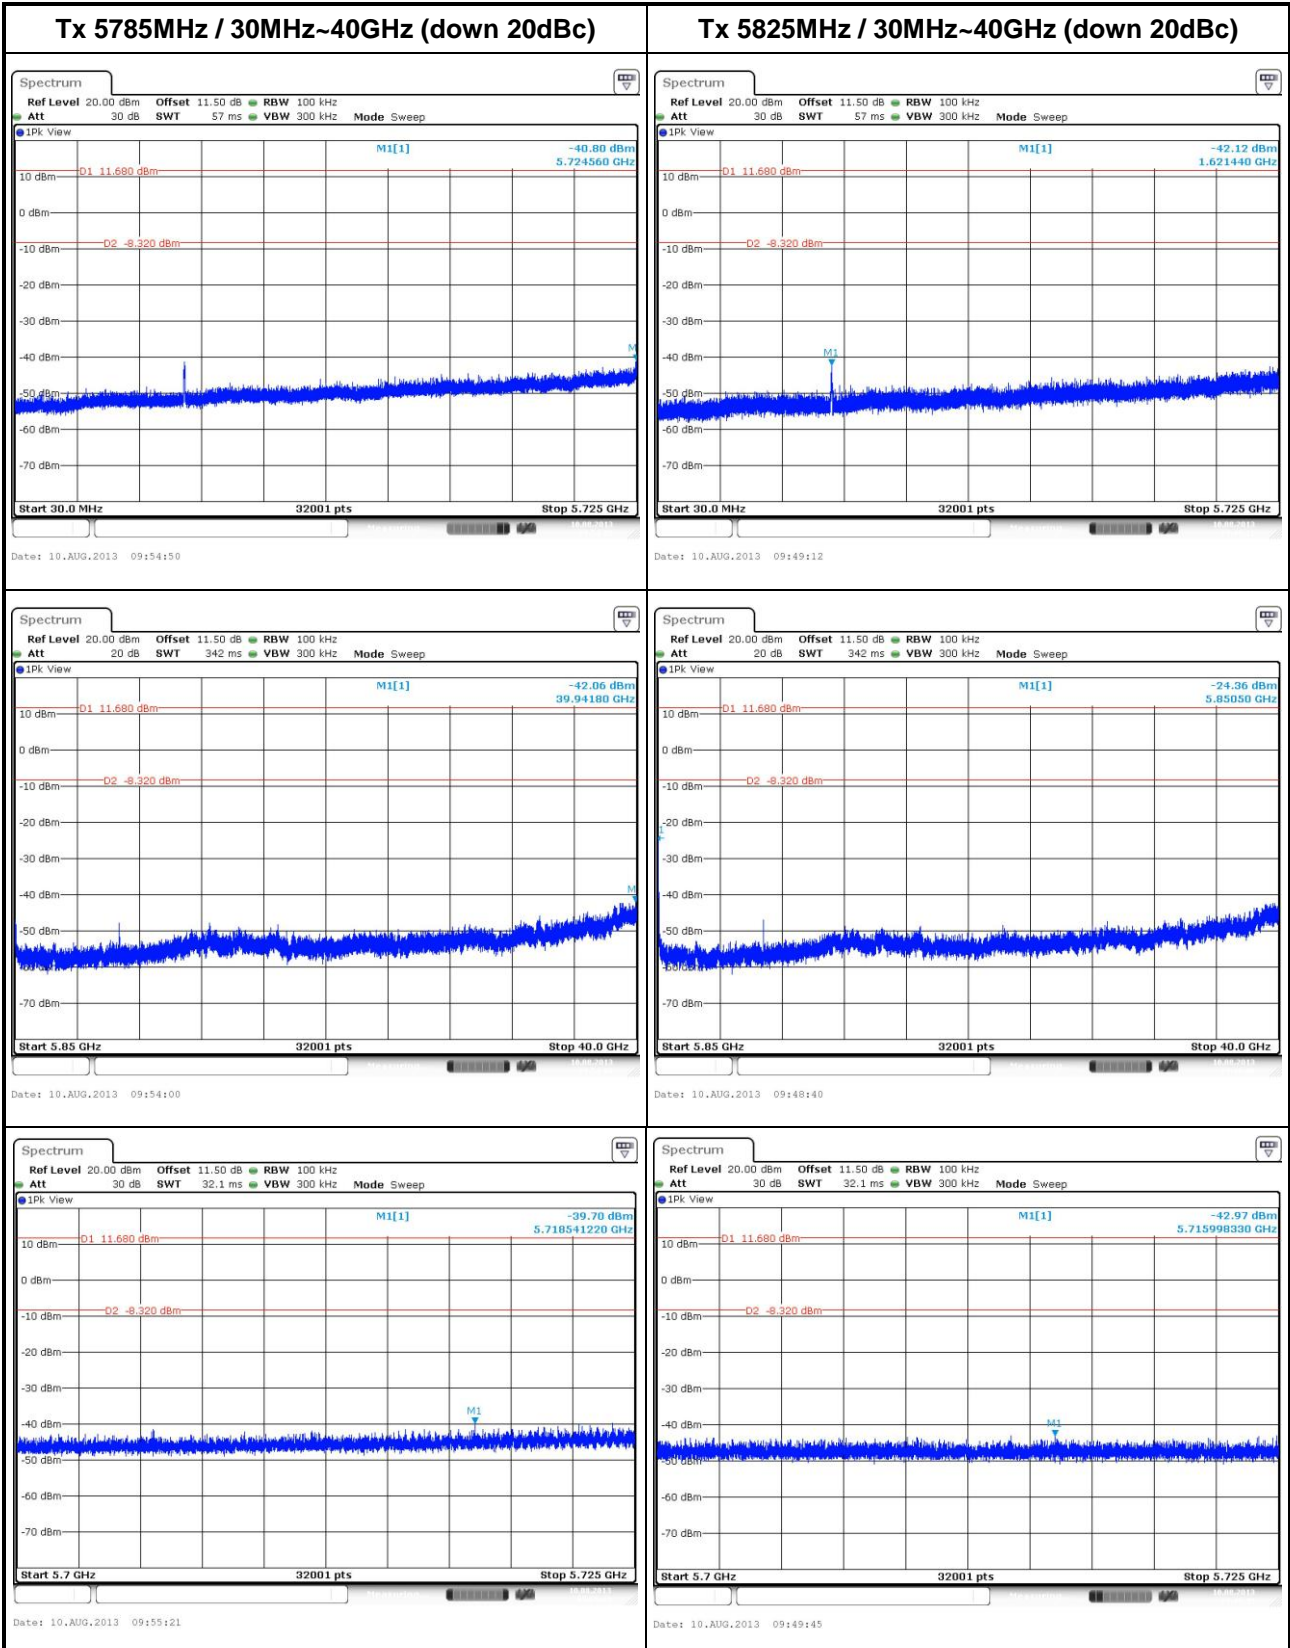 Tx 5785MHz / 30MHz~40GHz (down 20dBc)
Tx 5825MHz / 30MHz~40GHz (down 20dBc)
Spectrum
Ref Level 20.00 dBm Offset 11.50 dB RBW 100 kHz
Att 30 dB SWT 57 ms VBW 300 kHz Mode Sweep
1Pk View
M1[1] -40.80 dBm
5.724560 GHz
D1 11.680 dBm
10 dBm
0 dBm
D2 -8.320 dBm
-10 dBm
-20 dBm
-30 dBm
M
-40 dBm
-50 dBm
-60 dBm
-70 dBm
Start 30.0 MHz 32001 pts Stop 5.725 GHz
Date: 10.AUG.2013 09:54:50
Spectrum
Ref Level 20.00 dBm Offset 11.50 dB RBW 100 kHz
Att 30 dB SWT 57 ms VBW 300 kHz Mode Sweep
1Pk View
M1[1] -42.12 dBm
1.621440 GHz
D1 11.680 dBm
10 dBm
0 dBm
D2 -8.320 dBm
-10 dBm
-20 dBm
-30 dBm
M1
-40 dBm
-50 dBm
-60 dBm
-70 dBm
Start 30.0 MHz 32001 pts Stop 5.725 GHz
Date: 10.AUG.2013 09:49:12
Spectrum
Ref Level 20.00 dBm Offset 11.50 dB RBW 100 kHz
Att 20 dB SWT 342 ms VBW 300 kHz Mode Sweep
1Pk View
M1[1] -42.06 dBm
39.94180 GHz
D1 11.680 dBm
10 dBm
0 dBm
D2 -8.320 dBm
-10 dBm
-20 dBm
-30 dBm
M
-40 dBm
-50 dBm
-70 dBm
Start 5.85 GHz 32001 pts Stop 40.0 GHz
Date: 10.AUG.2013 09:54:00
Spectrum
Ref Level 20.00 dBm Offset 11.50 dB RBW 100 kHz
Att 20 dB SWT 342 ms VBW 300 kHz Mode Sweep
1Pk View
M1[1] -24.36 dBm
5.85050 GHz
D1 11.680 dBm
10 dBm
0 dBm
D2 -8.320 dBm
-10 dBm
-20 dBm
1
-30 dBm
-40 dBm
-50 dBm
-70 dBm
Start 5.85 GHz 32001 pts Stop 40.0 GHz
Date: 10.AUG.2013 09:48:40
Spectrum
Ref Level 20.00 dBm Offset 11.50 dB RBW 100 kHz
Att 30 dB SWT 32.1 ms VBW 300 kHz Mode Sweep
1Pk View
M1[1] -39.70 dBm
5.718541220 GHz
D1 11.680 dBm
10 dBm
0 dBm
D2 -8.320 dBm
-10 dBm
-20 dBm
-30 dBm
M1
-40 dBm
-50 dBm
-60 dBm
-70 dBm
Start 5.7 GHz 32001 pts Stop 5.725 GHz
Date: 10.AUG.2013 09:55:21
Spectrum
Ref Level 20.00 dBm Offset 11.50 dB RBW 100 kHz
Att 30 dB SWT 32.1 ms VBW 300 kHz Mode Sweep
1Pk View
M1[1] -42.97 dBm
5.715998330 GHz
D1 11.680 dBm
10 dBm
0 dBm
D2 -8.320 dBm
-10 dBm
-20 dBm
-30 dBm
M1
-40 dBm
-50 dBm
-60 dBm
-70 dBm
Start 5.7 GHz 32001 pts Stop 5.725 GHz
Date: 10.AUG.2013 09:49:45